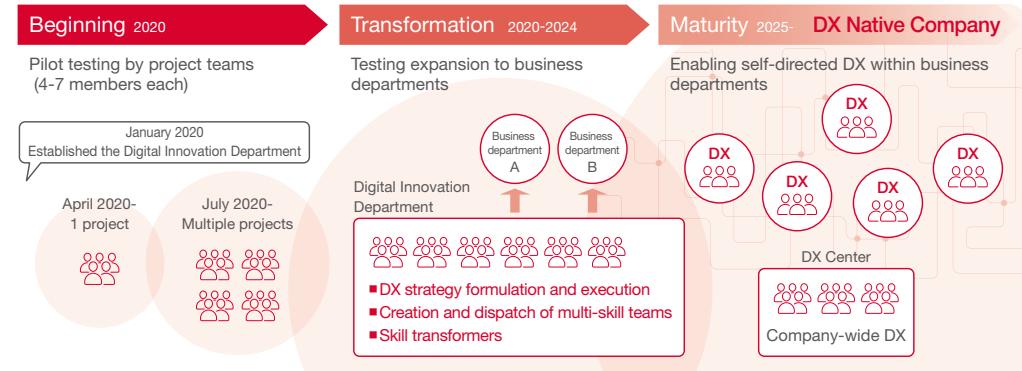 Beginning 2020
Pilot testing by project teams
(4-7 members each)
January 2020
Established the Digital Innovation Department
April 2020-
1 project
July 2020-
Multiple projects
Transformation 2020-2024
Testing expansion to business
departments
Business
department
A
Business
department
B
Digital Innovation
Department
■DX strategy formulation and execution
■Creation and dispatch of multi-skill teams
■Skill transformers
Maturity 2025- DX Native Company
Enabling self-directed DX within business
departments
DX
DX
DX
DX
DX
DX Center
Company-wide DX